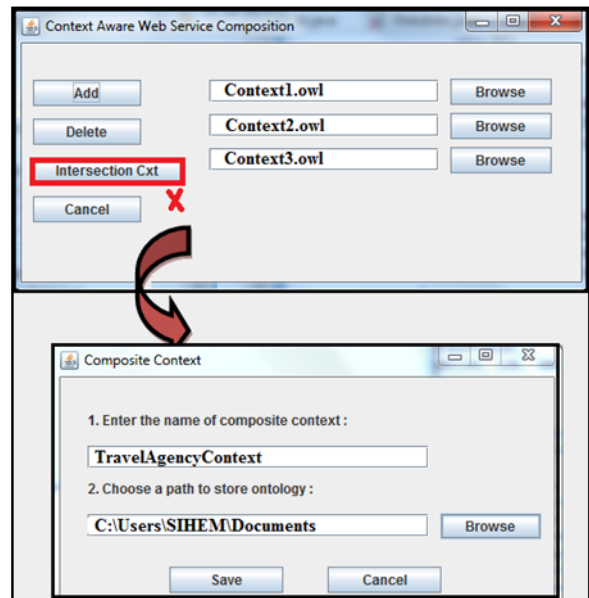 Context Aware Web Service Composition
Add Context1.owl Browse
Delete Context2.owl Browse
Intersection Cxt Context3.owl Browse
Cancel X
Composite Context
1. Enter the name of composite context :
TravelAgencyContext
2. Choose a path to store ontology :
C:\Users\SIHEM\Documents Browse
Save Cancel